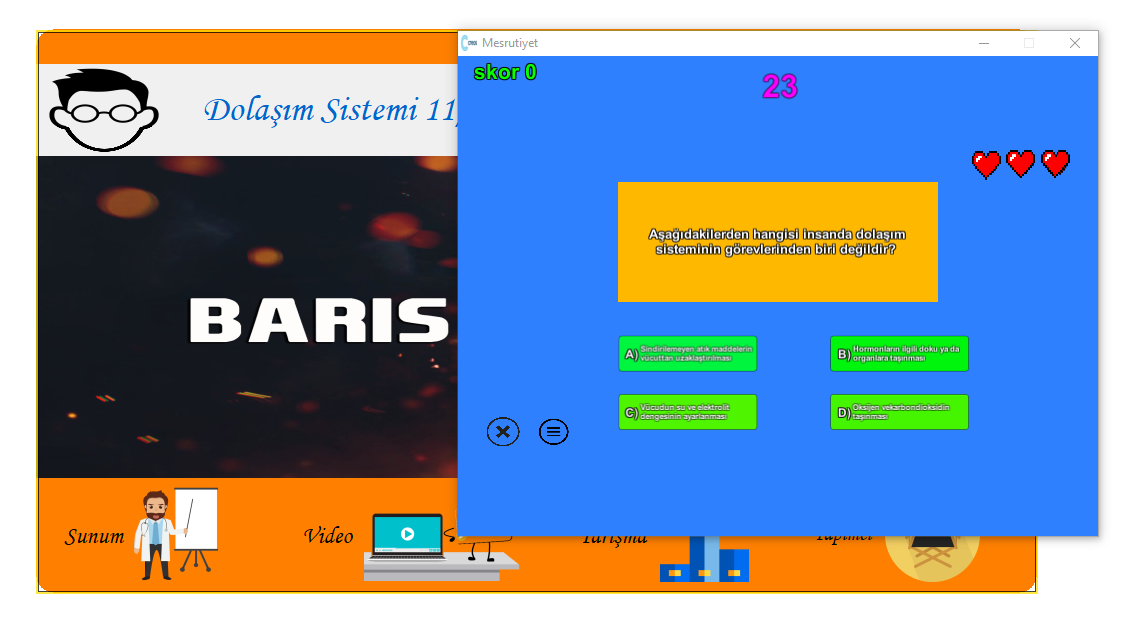 Mesrutiyet
skor 0
23
Dolaşım Sistemi 11
Aşağıdakilerden hangisi insanda dolaşım
sisteminin görevlerinden biri değildir?
BARIS
A) Sindirilemeyen atık maddelerin
vücuttan uzaklaştırılması
B) Hormonların ilgili doku ya da
organlara taşınması
C) Vücudun su ve elektrolit
dengesinin ayarlanması
D) Oksijen vekarbondioksidin
taşınması
Sunum
Video
Yarışma
Yapımcı